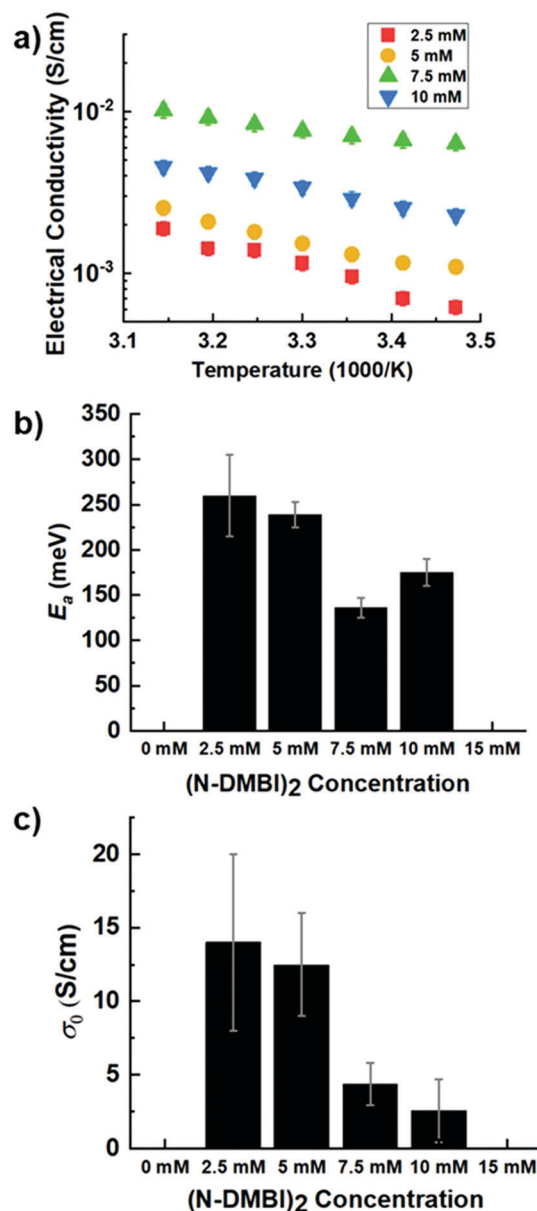 a)
Electrical Conductivity (S/cm)
10⁻²
10⁻³
2.5 mM
5 mM
7.5 mM
10 mM
3.1 3.2 3.3 3.4 3.5
Temperature (1000/K)
b)
Eₐ (meV)
350
300
250
200
150
100
50
0
0 mM 2.5 mM 5 mM 7.5 mM 10 mM 15 mM
(N-DMBI)₂ Concentration
c)
σ₀ (S/cm)
20
15
10
5
0
0 mM 2.5 mM 5 mM 7.5 mM 10 mM 15 mM
(N-DMBI)₂ Concentration